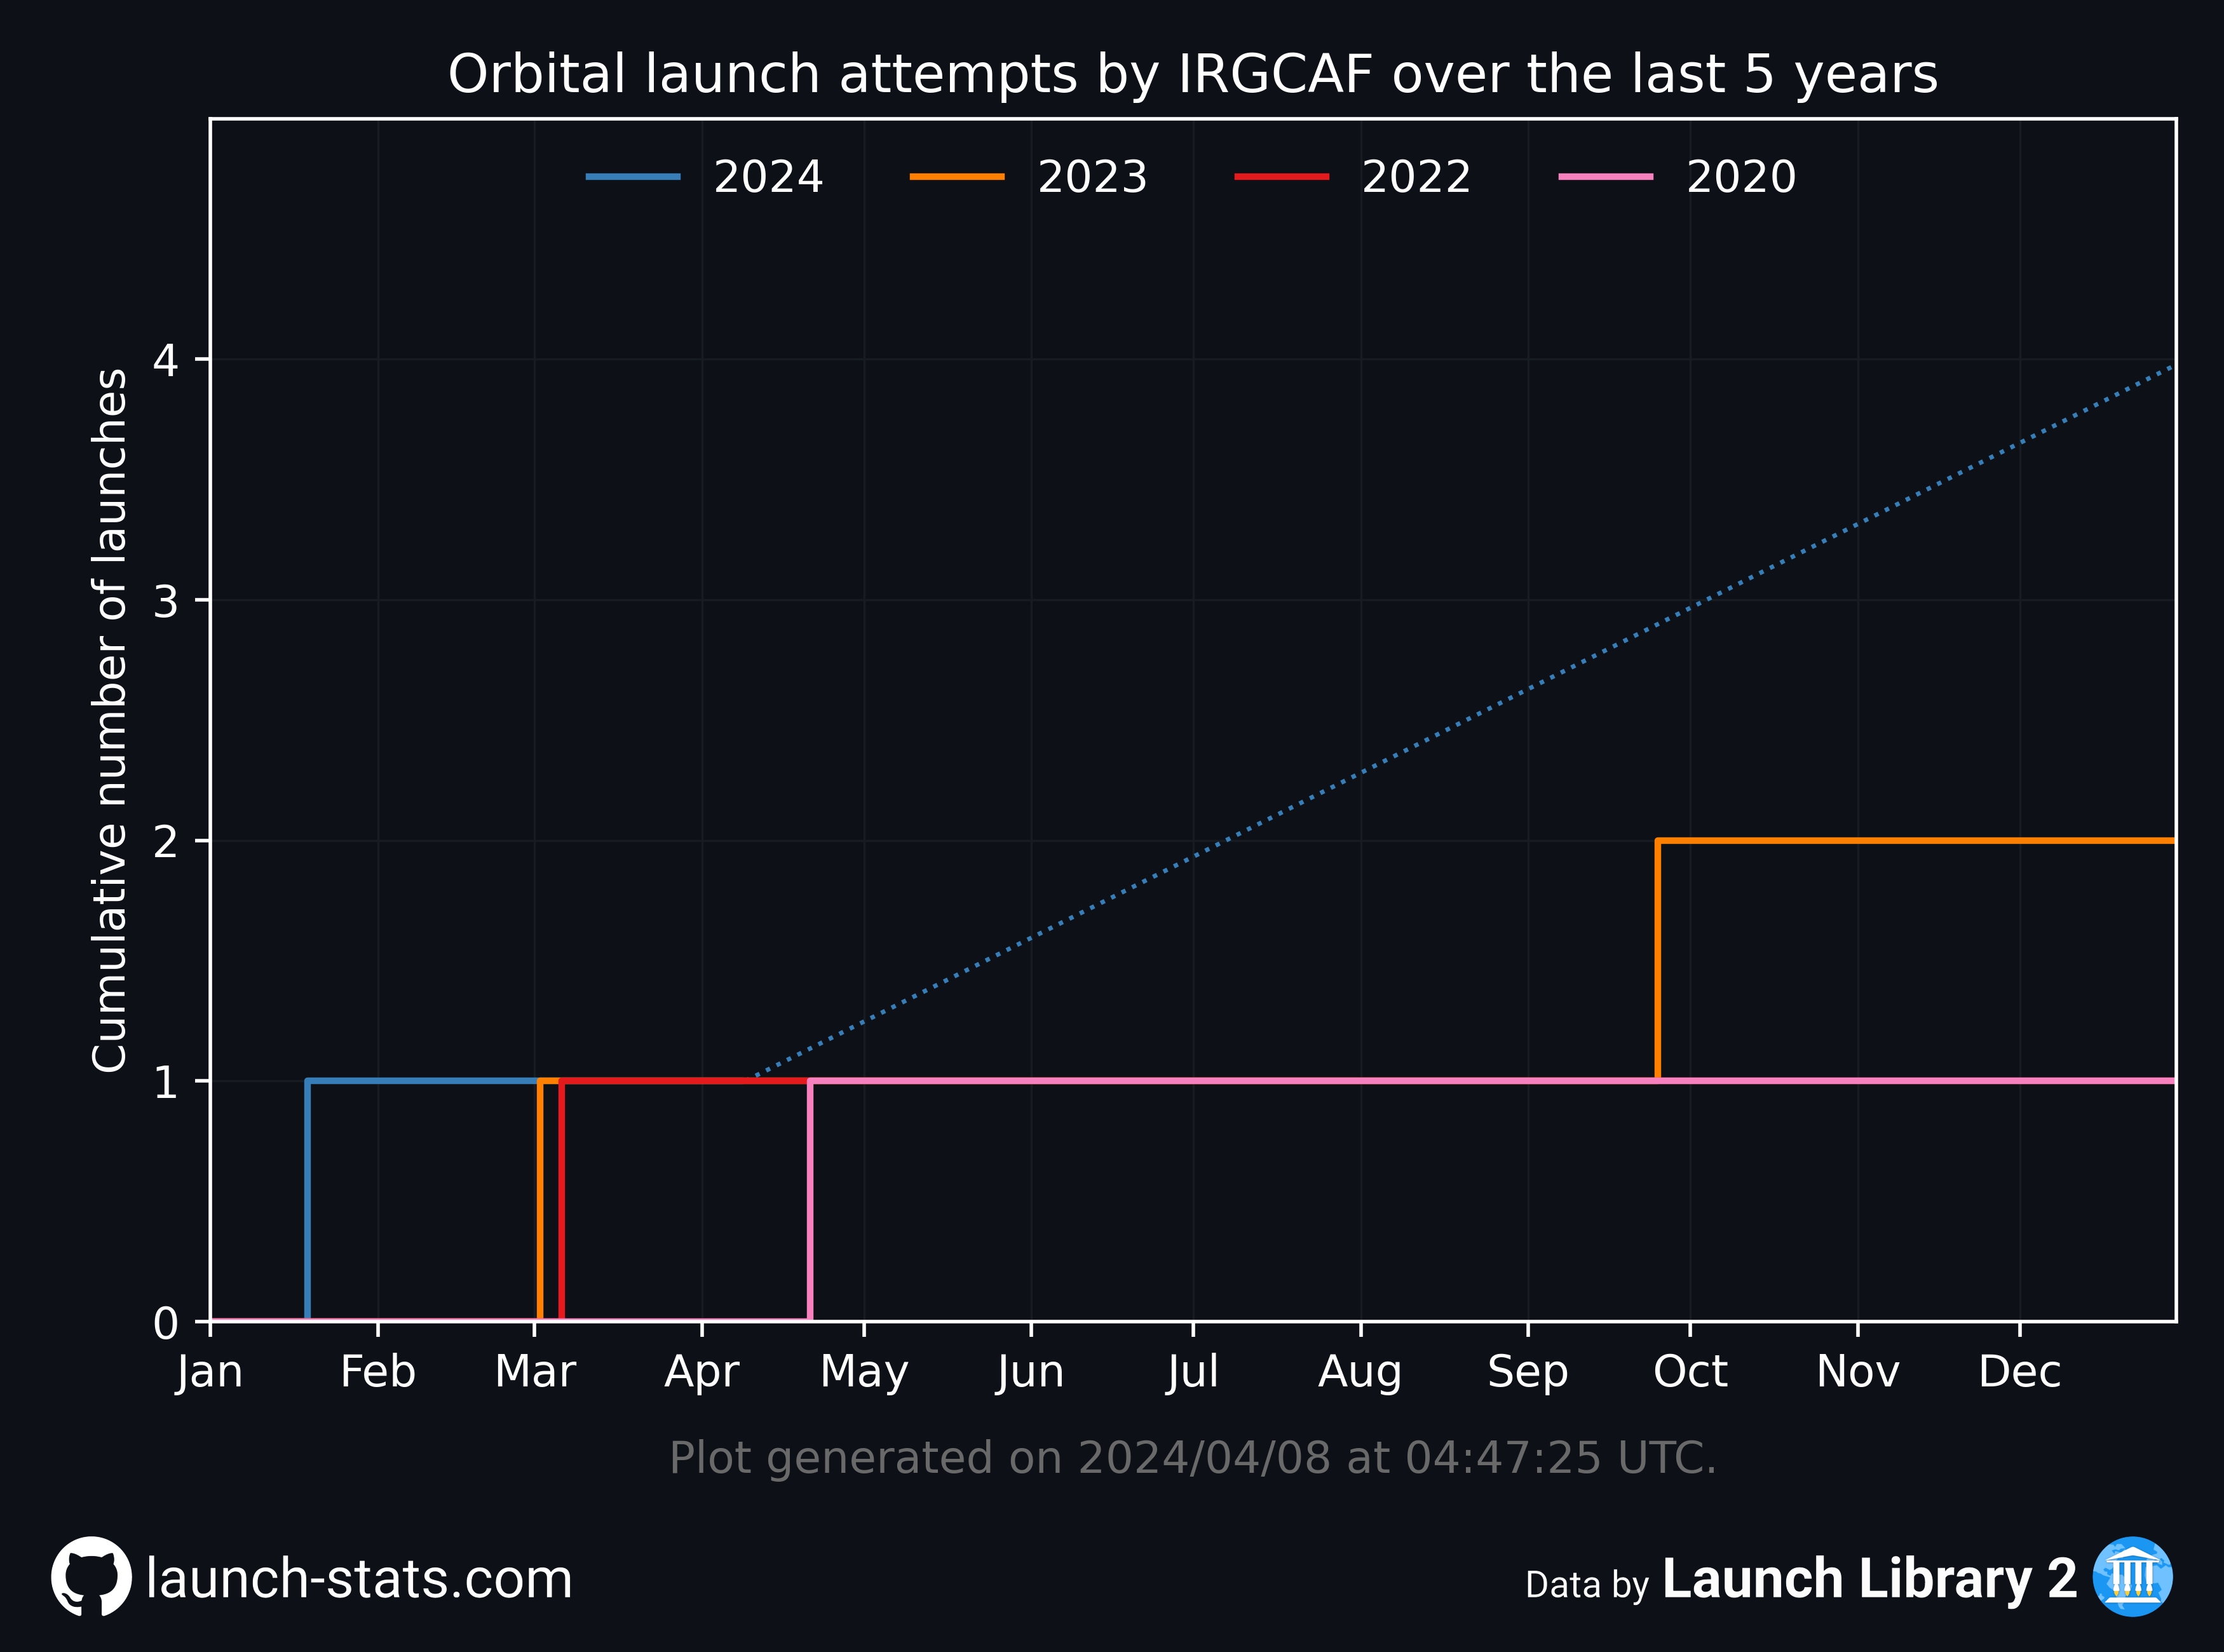 Orbital launch attempts by IRGCAF over the last 5 years
2024 2023 2022 2020
Cumulative number of launches
4
3
2
1
0
Jan Feb Mar Apr May Jun Jul Aug Sep Oct Nov Dec
Plot generated on 2024/04/08 at 04:47:25 UTC.
launch-stats.com
Data by Launch Library 2